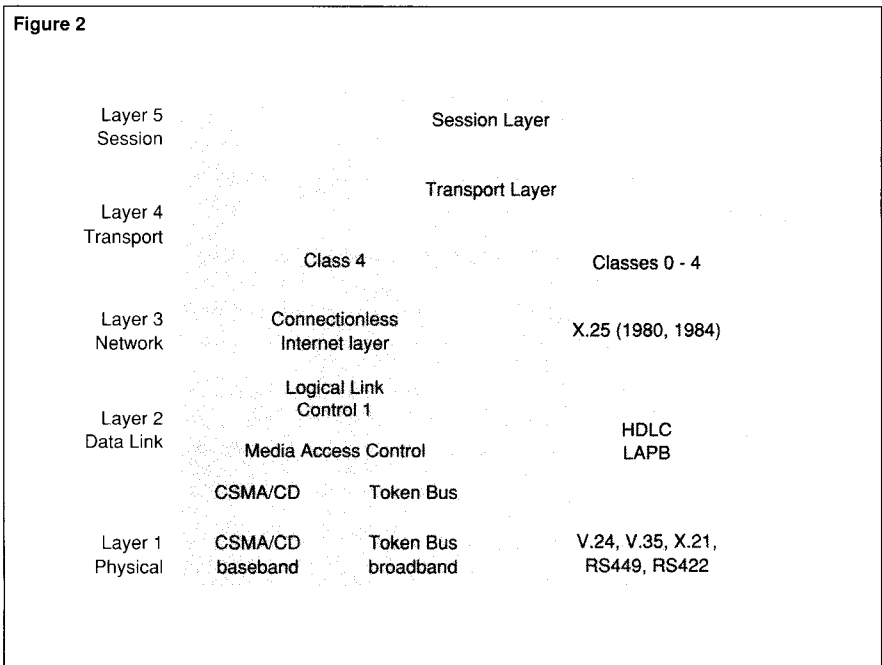 Figure 2
Layer 5
Session
Session Layer
Layer 4
Transport
Transport Layer
Class 4
Classes 0 - 4
Layer 3
Network
Connectionless
Internet layer
X.25 (1980, 1984)
Layer 2
Data Link
Logical Link
Control 1
Media Access Control
HDLC
LAPB
CSMA/CD
Token Bus
Layer 1
Physical
CSMA/CD
baseband
Token Bus
broadband
V.24, V.35, X.21,
RS449, RS422